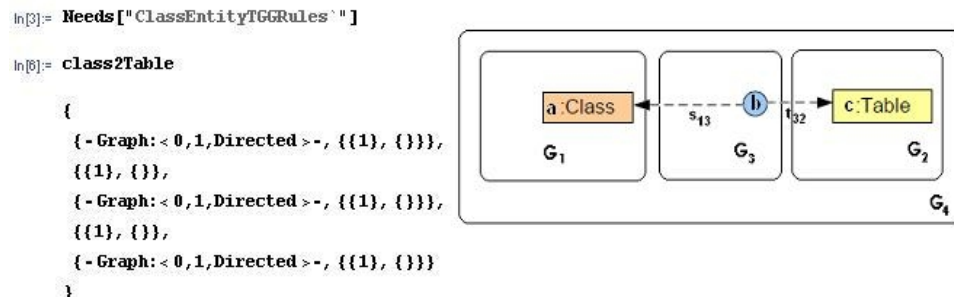 In[3]:= Needs["ClassEntityTGGRules`"]
In[6]:= class2Table
{
{-Graph:<0,1,Directed>-, {{1}, {}}},
{{1}, {}},
{-Graph:<0,1,Directed>-, {{1}, {}}},
{{1}, {}},
{-Graph:<0,1,Directed>-, {{1}, {}}}
}
a:Class
s13
b
t32
c:Table
G1
G3
G2
G4